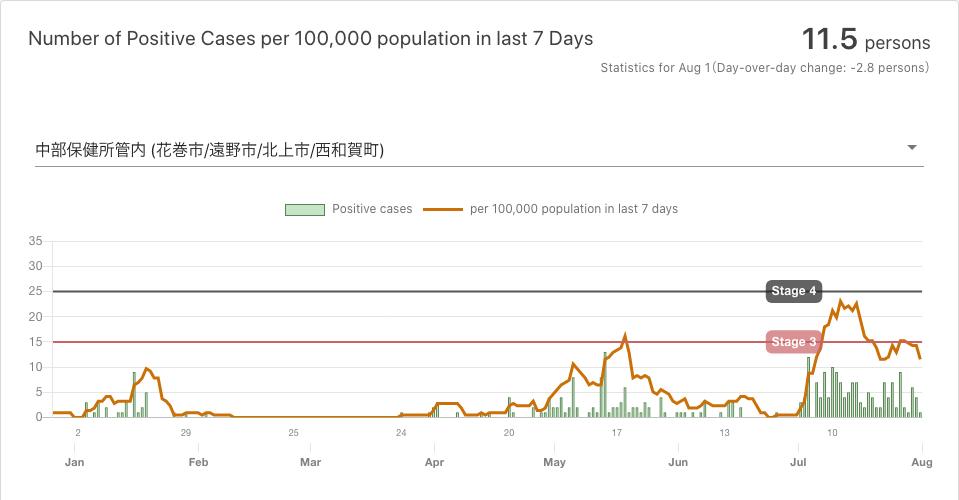 Number of Positive Cases per 100,000 population in last 7 Days
11.5 persons
Statistics for Aug 1(Day-over-day change: -2.8 persons)
中部保健所管内 (花巻市/遠野市/北上市/西和賀町)
Positive cases
per 100,000 population in last 7 days
35
30
25
20
15
10
5
0
Stage 4
Stage 3
2 29 25 24 20 17 13 10
Jan Feb Mar Apr May Jun Jul Aug